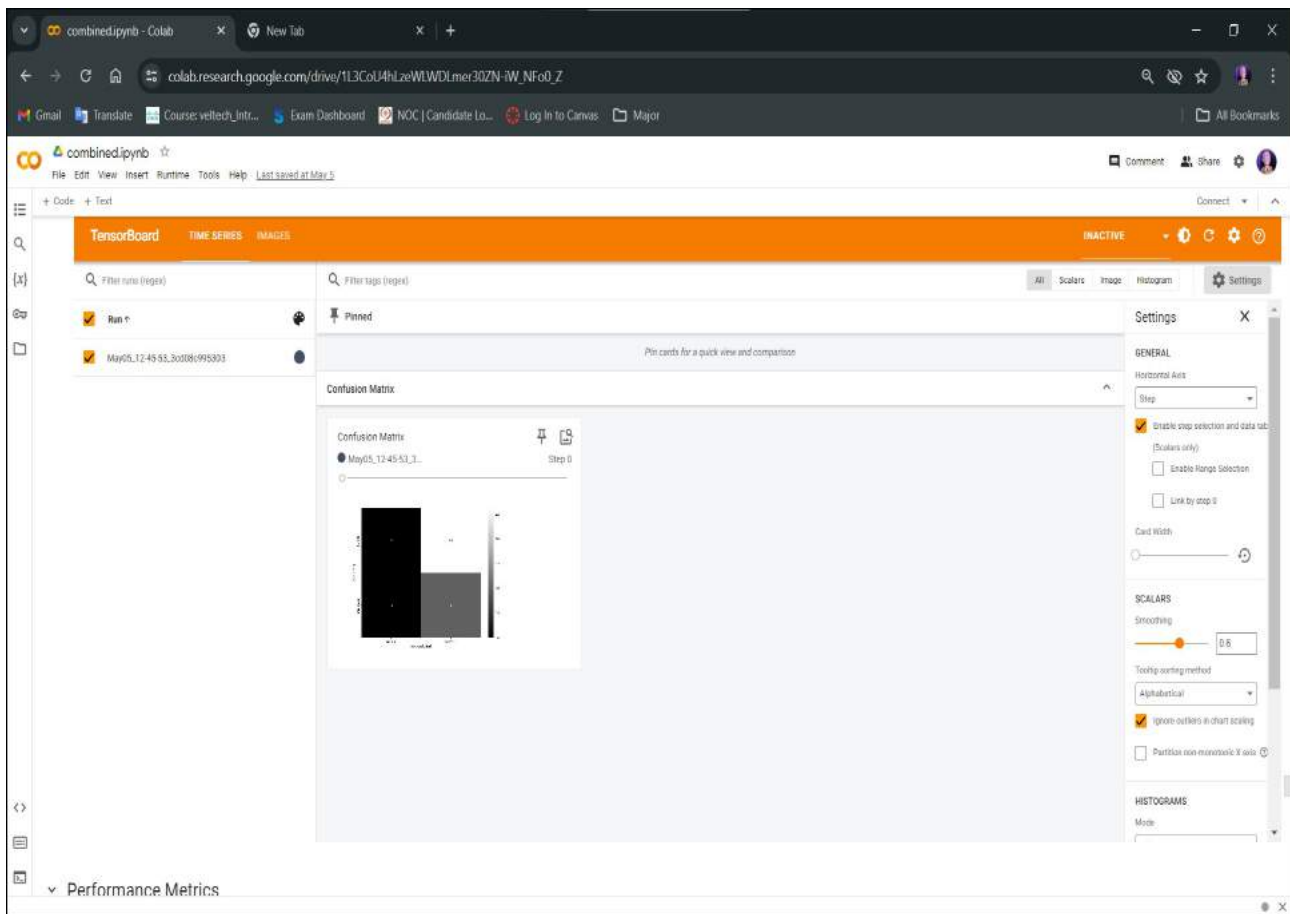 combined.ipynb - Colab
New Tab
colab.research.google.com/drive/1L3CoU4hLzeWLWDLmer30ZN-iW_NFo0_Z
Gmail Translate Course: veltech_Intr... Exam Dashboard NOC | Candidate Lo... Log In to Canvas Major All Bookmarks
combined.ipynb
File Edit View Insert Runtime Tools Help Last saved at May 5
Comment Share
+ Code + Text Connect
TensorBoard TIME SERIES IMAGES INACTIVE
Filter runs (regex) Filter tags (regex) All Scalars Image Histogram Settings
Run ↑
Pinned
Settings
May05_12-45-53_3cd08c995303
Pin cards for a quick view and comparison
GENERAL
Horizontal Axis
Confusion Matrix
Step
Enable step selection and data tab
(Scalars only)
Enable Range Selection
Link by step 0
Card Width
Confusion Matrix
May05_12-45-53_3... Step 0
SCALARS
Smoothing
0.6
Tooltip sorting method
Alphabetical
Ignore outliers in chart scaling
Partition non-monotonic X axis
HISTOGRAMS
Mode
Performance Metrics